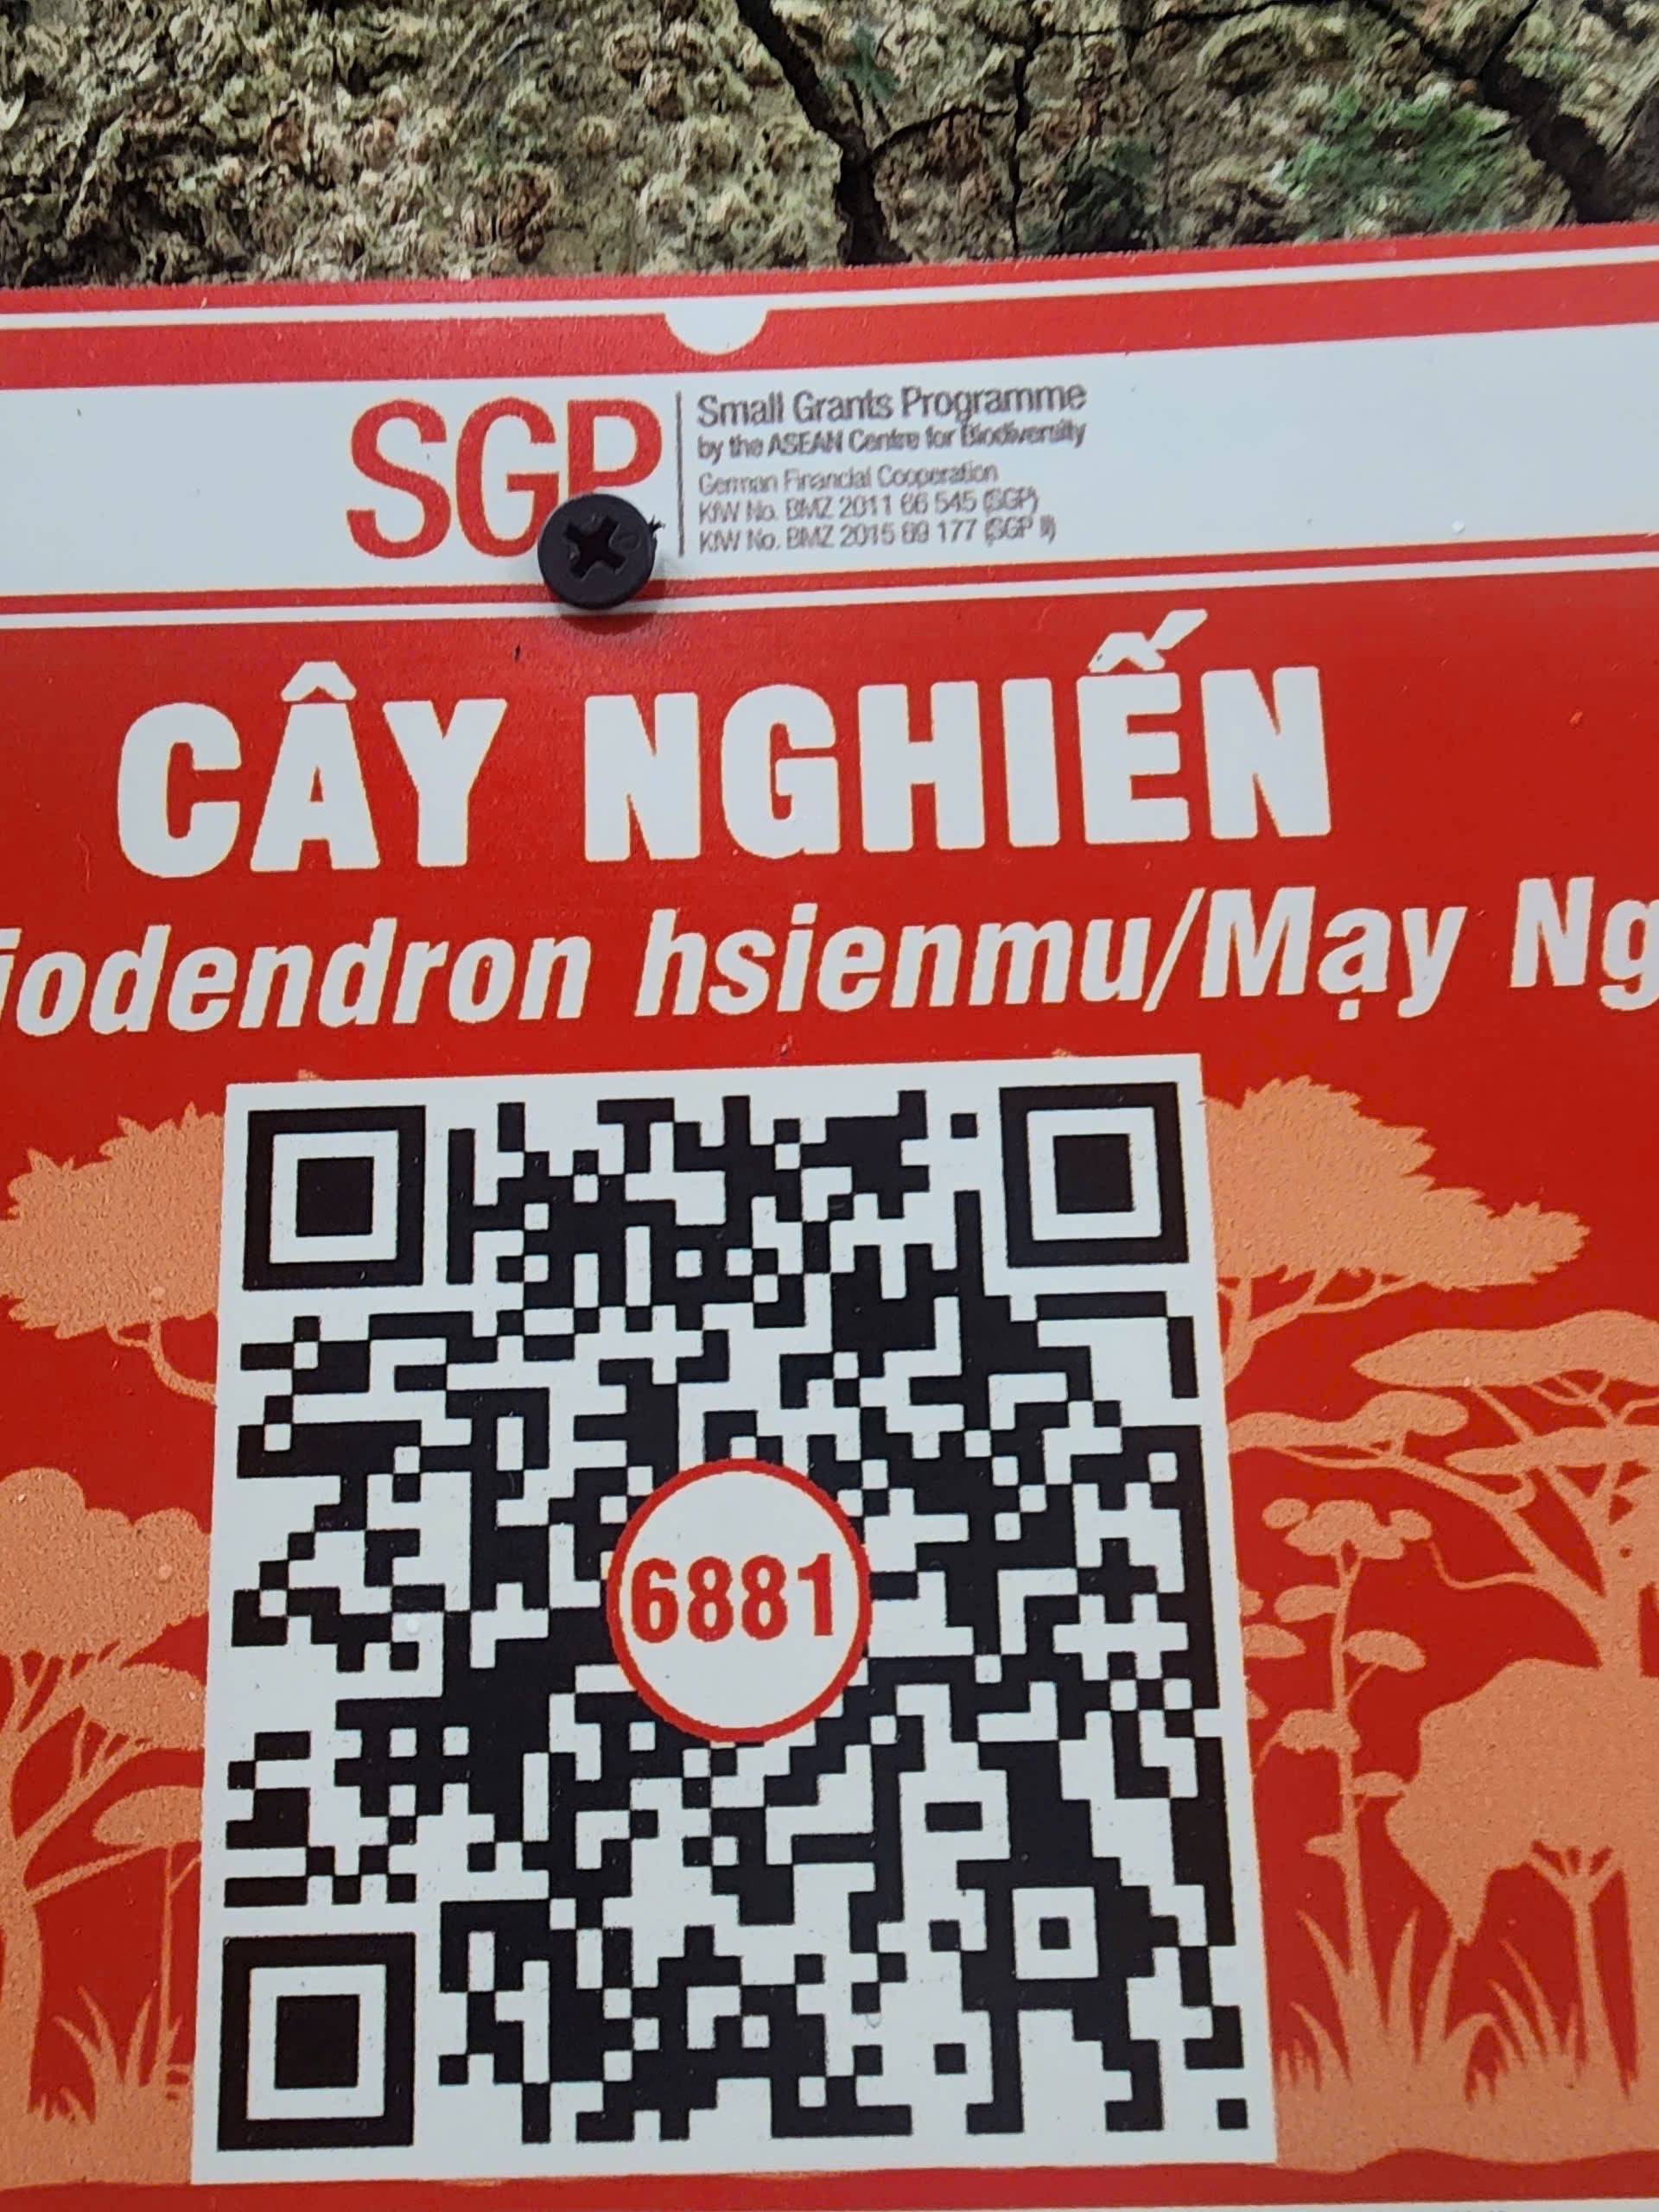 SGP
Small Grants Programme
by the ASEAN Centre for Biodiversity
German Financial Cooperation
KfW No. BMZ 2011 66 545 (SGP)
KfW No. BMZ 2015 69 177 (SGP II)
CÂY NGHIẾN
iodendron hsienmu/Mạy Ng
6881